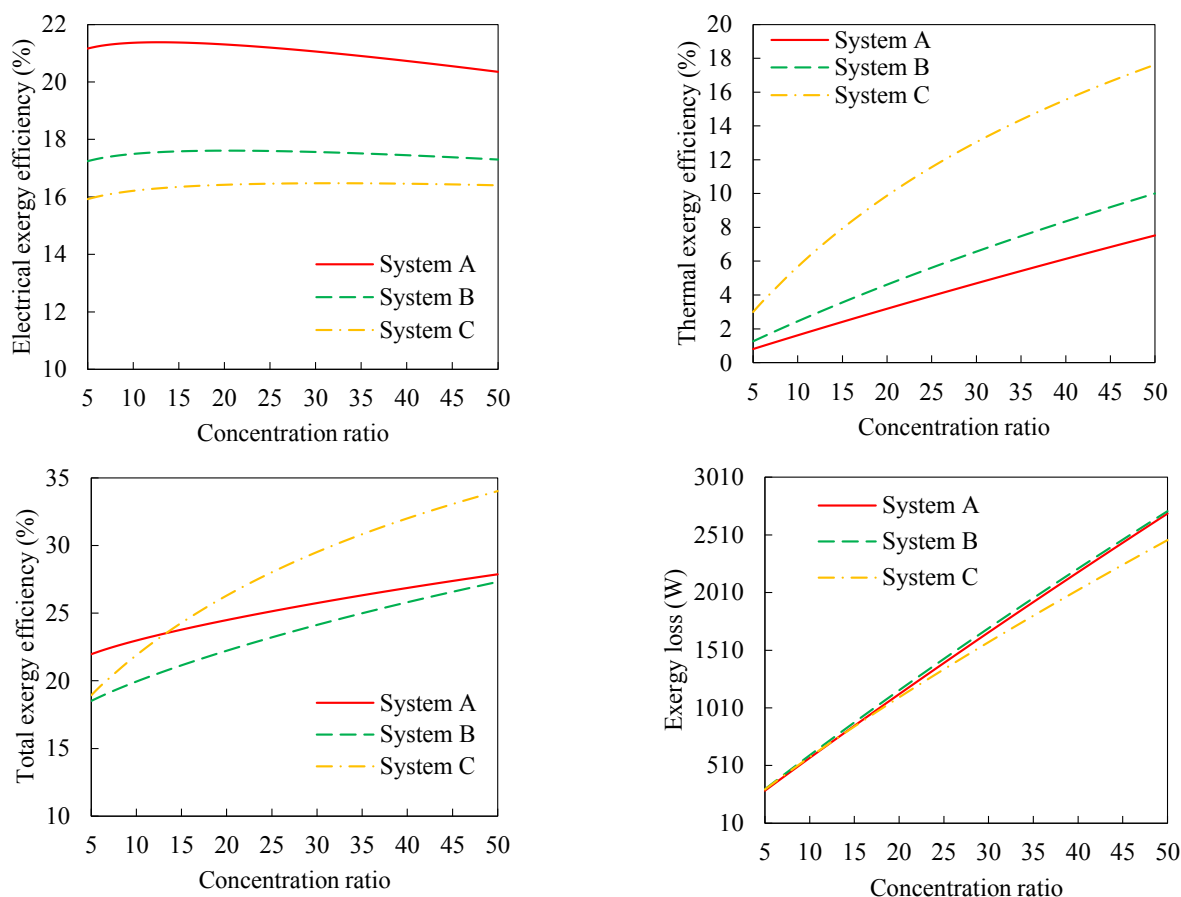 Electrical exergy efficiency (%)
22
20
18
16
14
12
10
System A
System B
System C
5 10 15 20 25 30 35 40 45 50
Concentration ratio
Thermal exergy efficiency (%)
20
18
16
14
12
10
8
6
4
2
0
System A
System B
System C
5 10 15 20 25 30 35 40 45 50
Concentration ratio
Total exergy efficiency (%)
35
30
25
20
15
10
System A
System B
System C
5 10 15 20 25 30 35 40 45 50
Concentration ratio
Exergy loss (W)
3010
2510
2010
1510
1010
510
10
System A
System B
System C
5 10 15 20 25 30 35 40 45 50
Concentration ratio